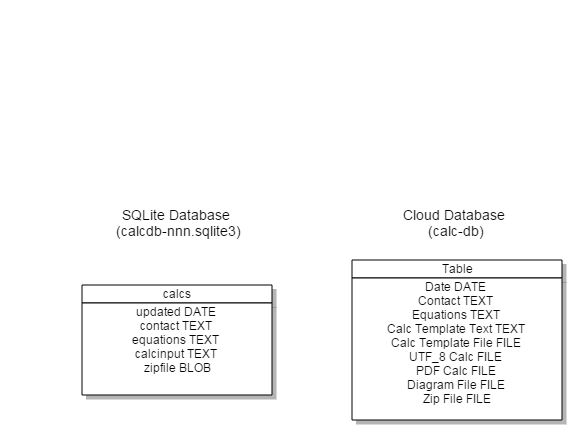 SQLite Database
(calcdb-nnn.sqlite3)
calcs
updated DATE
contact TEXT
equations TEXT
calcinput TEXT
zipfile BLOB
Cloud Database
(calc-db)
Table
Date DATE
Contact TEXT
Equations TEXT
Calc Template Text TEXT
Calc Template File FILE
UTF_8 Calc FILE
PDF Calc FILE
Diagram File FILE
Zip File FILE